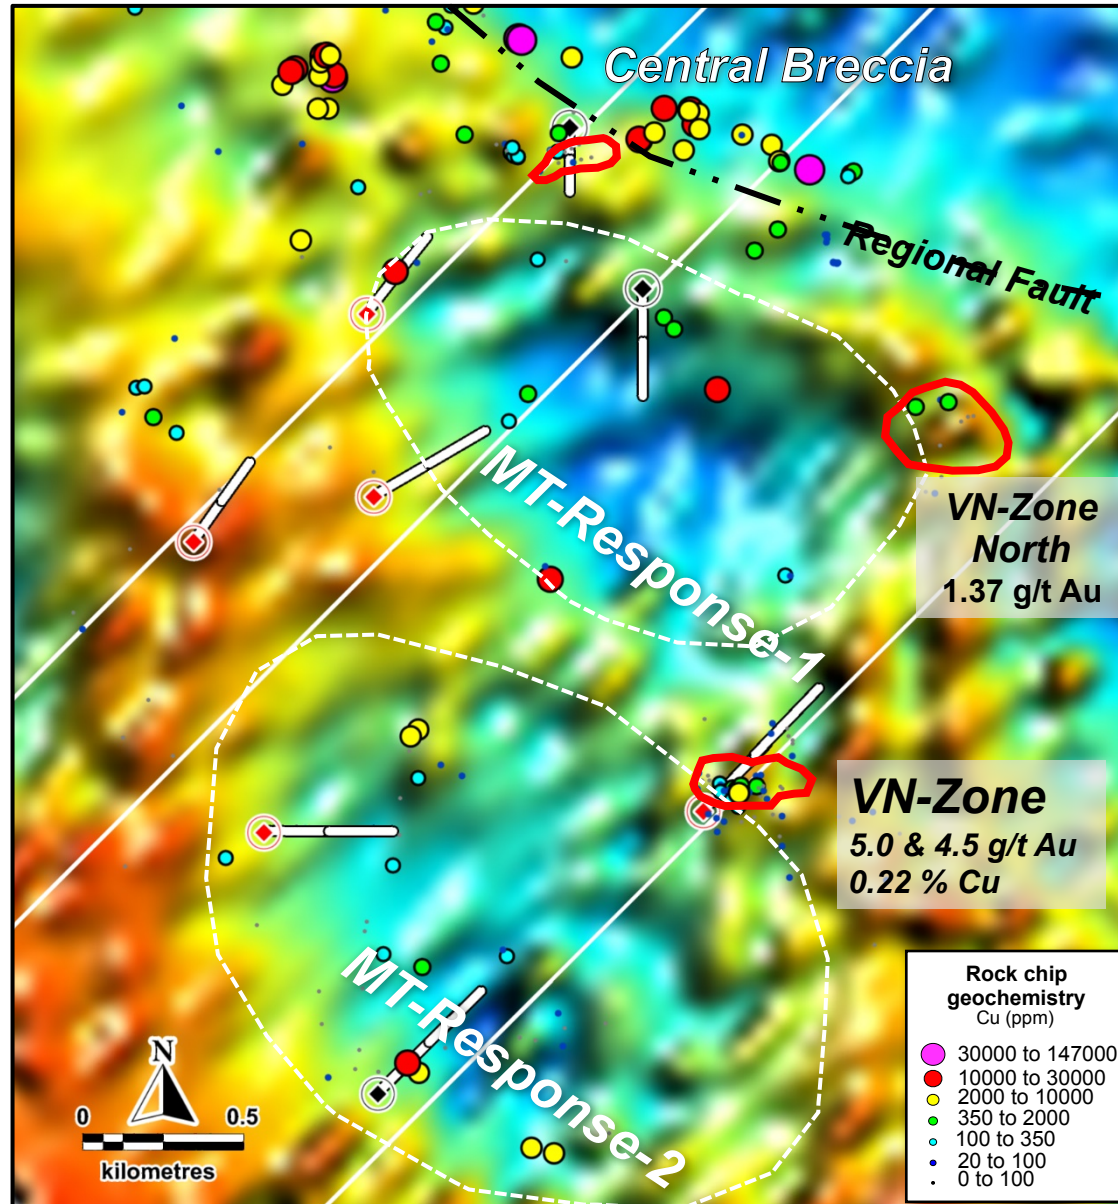 Central Breccia
Regional Fault
MT-Response-1
VN-Zone
North
1.37 g/t Au
VN-Zone
5.0 & 4.5 g/t Au
0.22 % Cu
MT-Response-2
N
0 0.5
kilometres
Rock chip
geochemistry
Cu (ppm)
30000 to 147000
10000 to 30000
2000 to 10000
350 to 2000
100 to 350
20 to 100
0 to 100